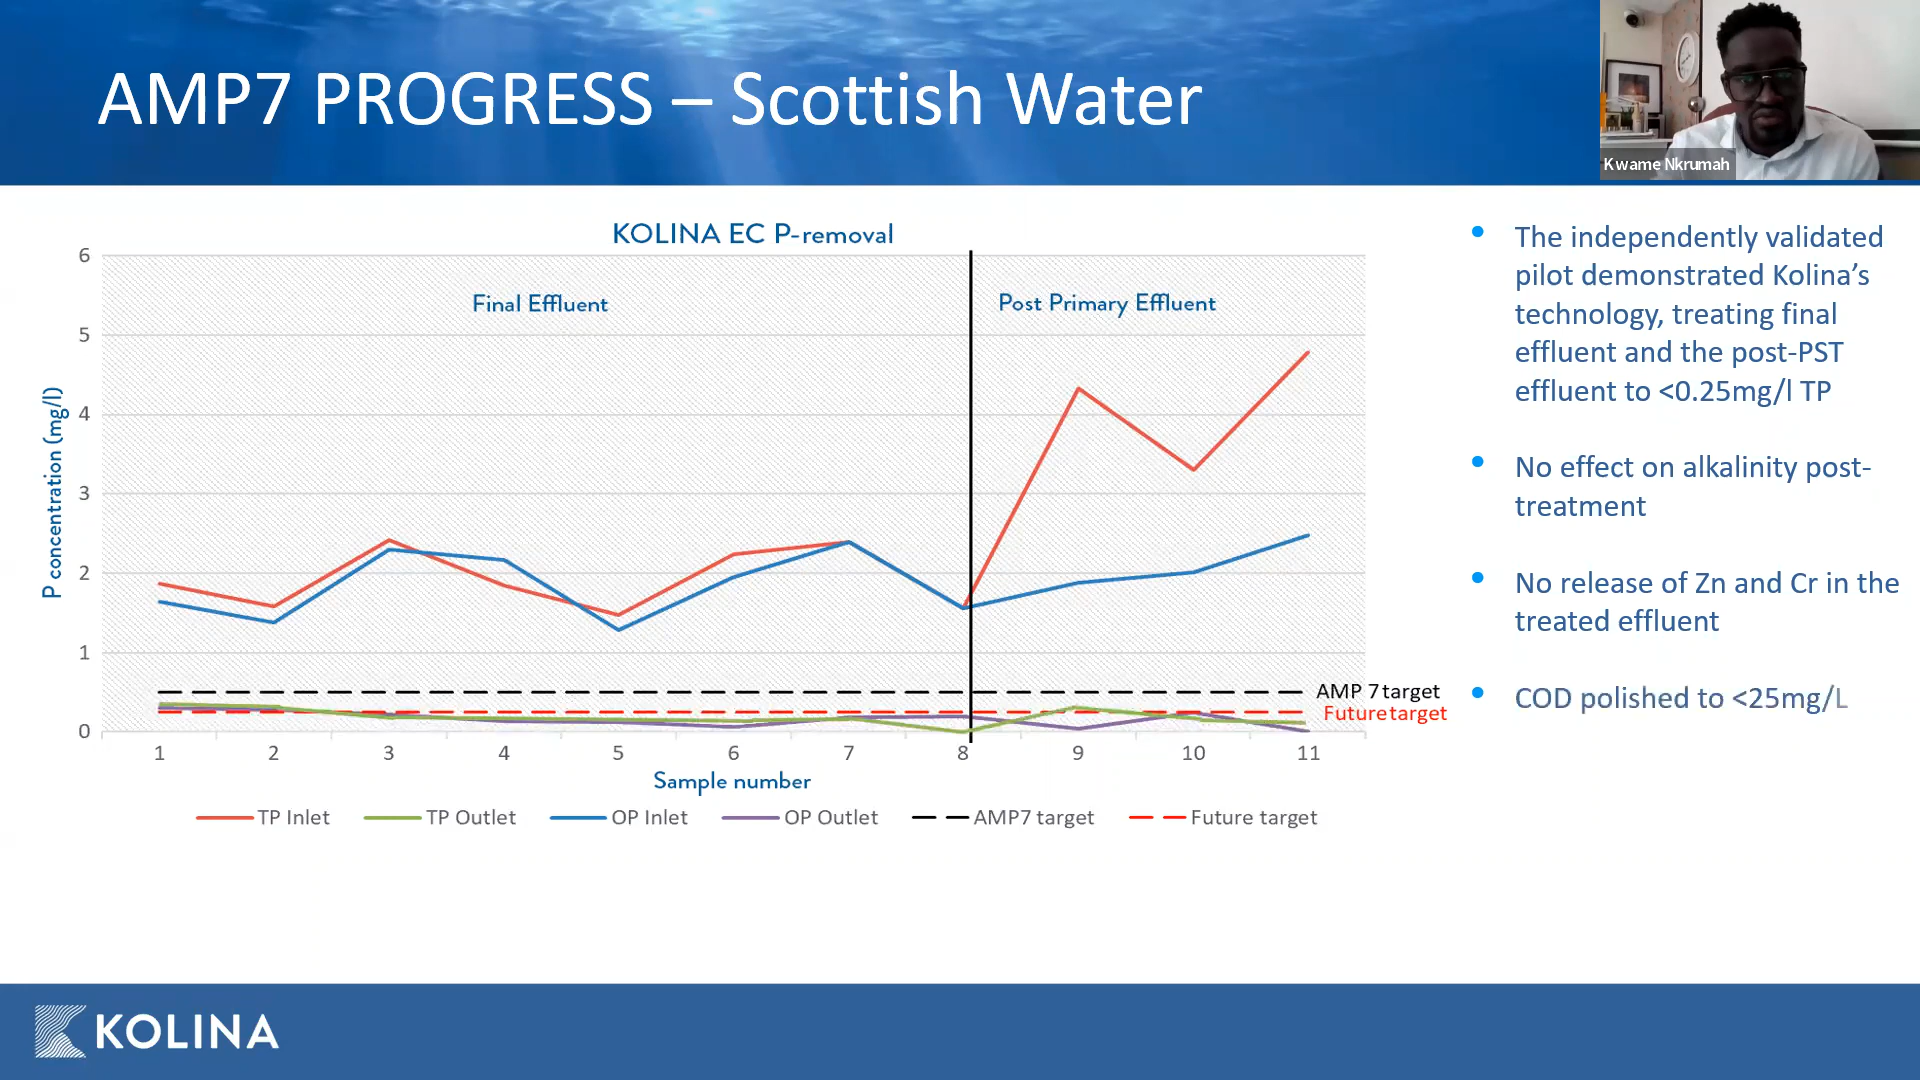 AMP7 PROGRESS – Scottish Water
Kwame Nkrumah
KOLINA EC P-removal
Final Effluent
Post Primary Effluent
P concentration (mg/l)
6
5
4
3
2
1
0
AMP 7 target
Future target
1 2 3 4 5 6 7 8 9 10 11
Sample number
TP Inlet TP Outlet OP Inlet OP Outlet AMP7 target Future target
• The independently validated
pilot demonstrated Kolina’s
technology, treating final
effluent and the post-PST
effluent to <0.25mg/l TP
• No effect on alkalinity post-
treatment
• No release of Zn and Cr in the
treated effluent
• COD polished to <25mg/L
KOLINA